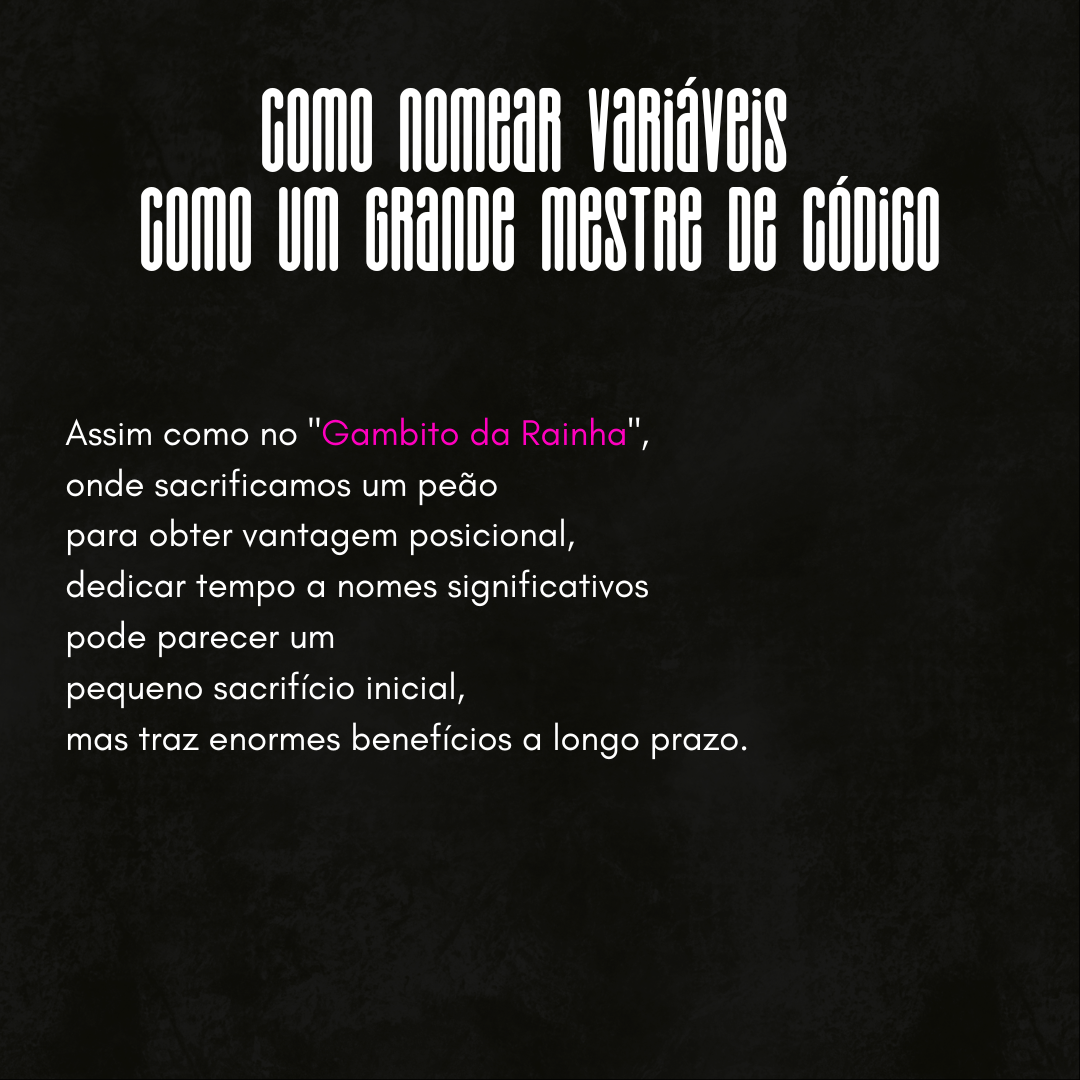 como nomear variáveis
como um grande mestre de código
Assim como no "Gambito da Rainha",
onde sacrificamos um peão
para obter vantagem posicional,
dedicar tempo a nomes significativos
pode parecer um
pequeno sacrifício inicial,
mas traz enormes benefícios a longo prazo.